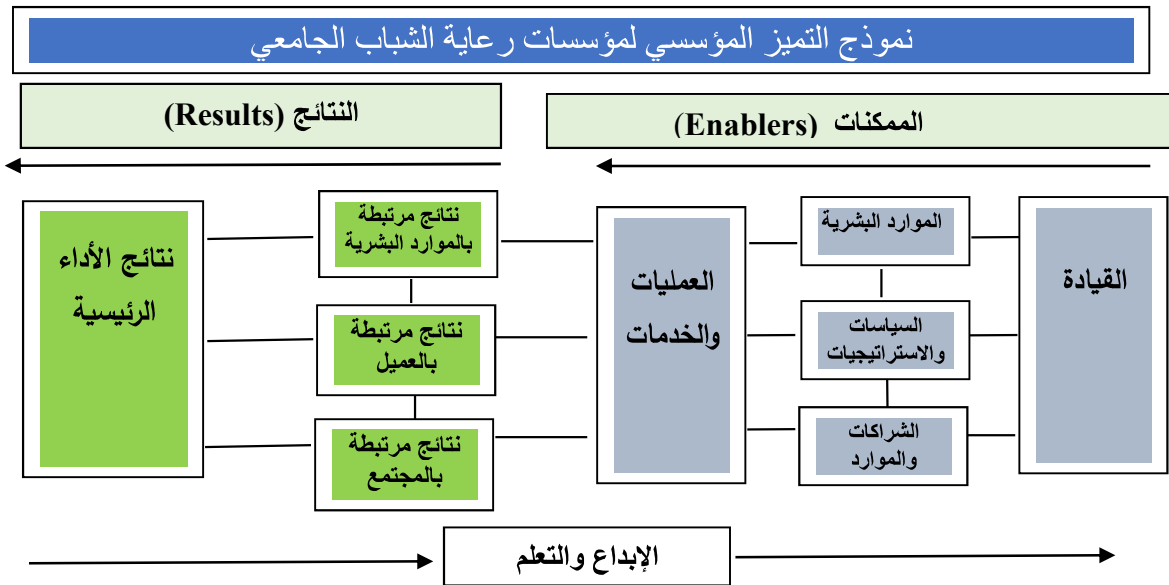 نموذج التميز المؤسسي لمؤسسات رعاية الشباب الجامعي
الممكنات (Enablers)
النتائج (Results)
القيادة
الموارد البشرية
السياسات
والاستراتيجيات
الشراكات
والموارد
العمليات
والخدمات
نتائج مرتبطة
بالموارد البشرية
نتائج مرتبطة
بالعميل
نتائج مرتبطة
بالمجتمع
نتائج الأداء
الرئيسية
الإبداع والتعلم